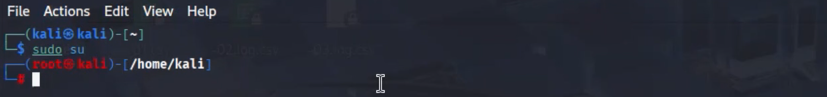 File Actions Edit View Help
┌──(kali㉿kali)-[~]
└─$ sudo su
┌──(root㉿kali)-[/home/kali]
└─#